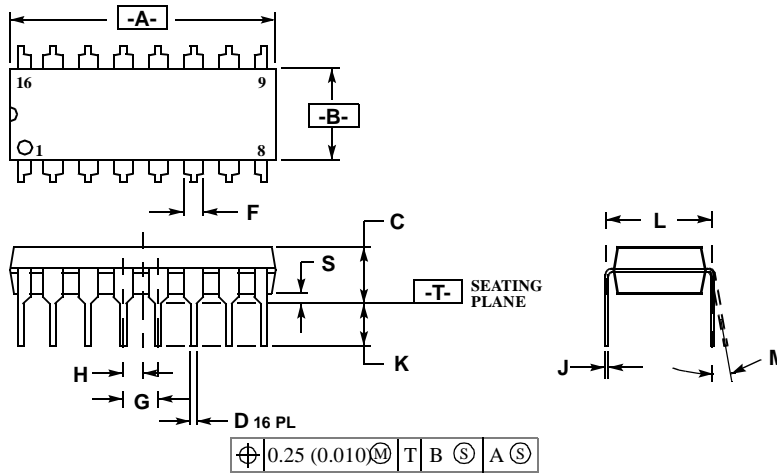 -A-
16 9
-B-
1 8
F
C
L
S
-T- SEATING
PLANE
K
J
M
H
G
D 16 PL
⌖ 0.25 (0.010) Ⓜ T B Ⓢ A Ⓢ